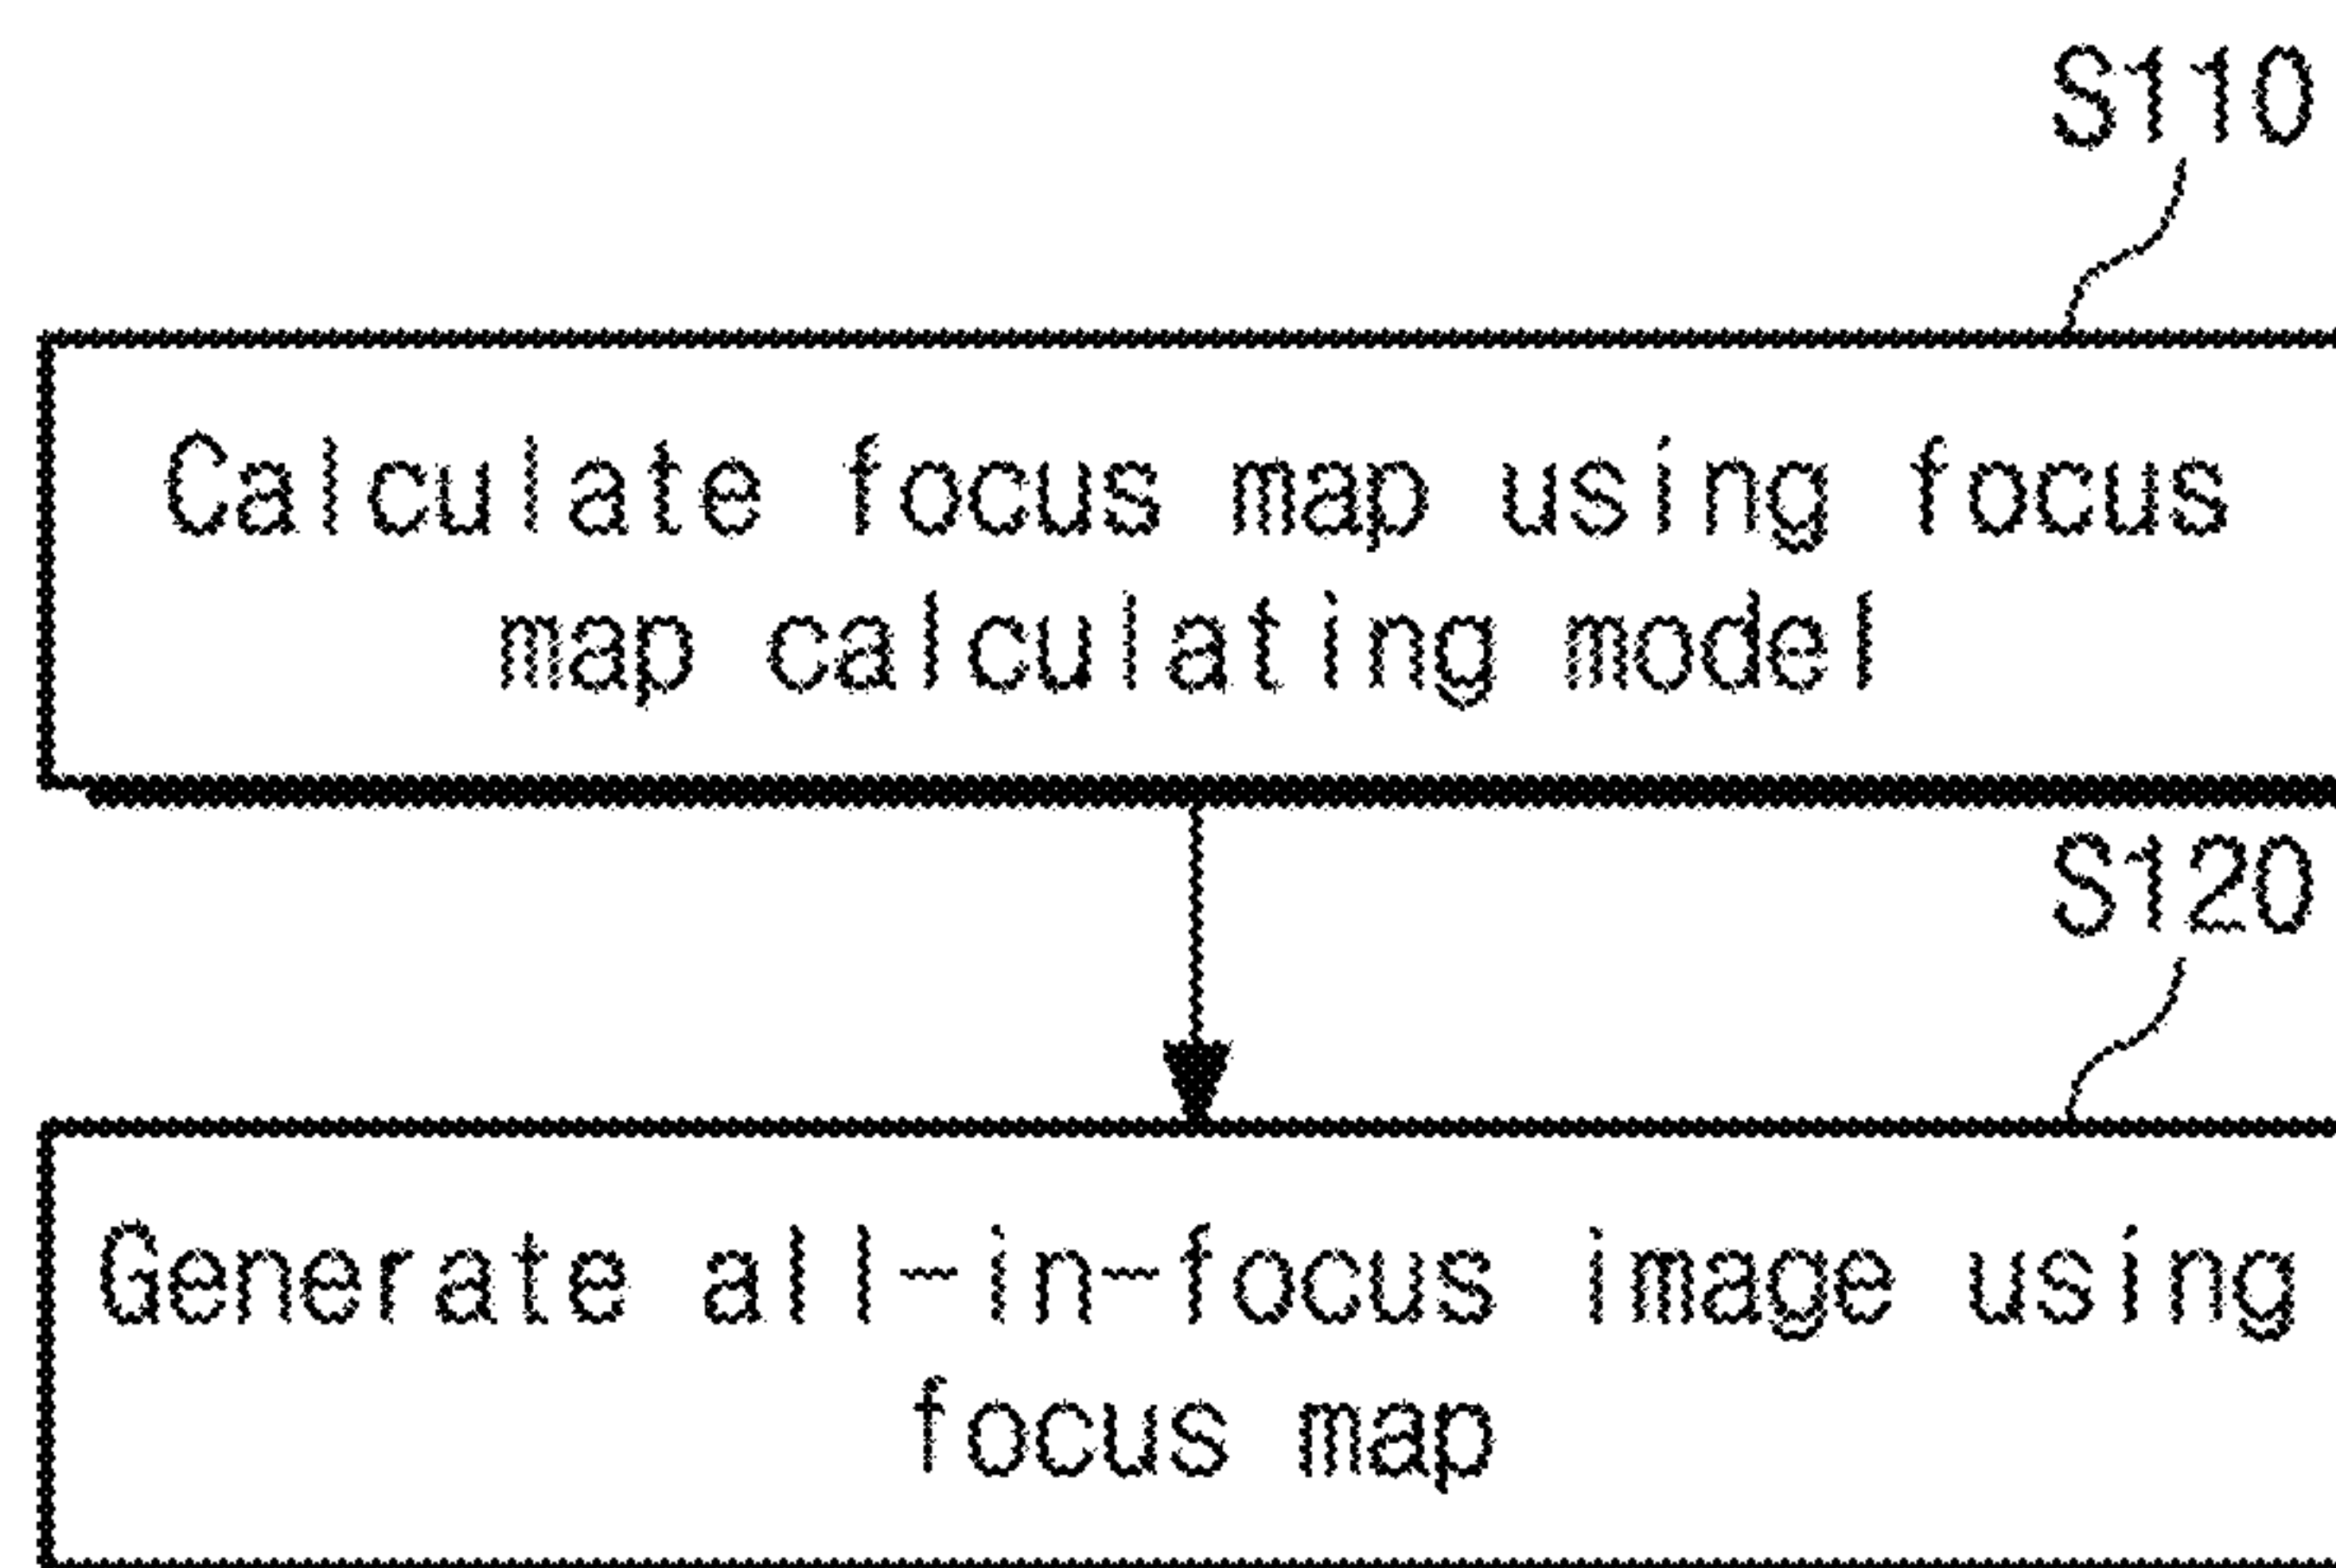 S110
Calculate focus map using focus
map calculating model
S120
Generate all-in-focus image using
focus map